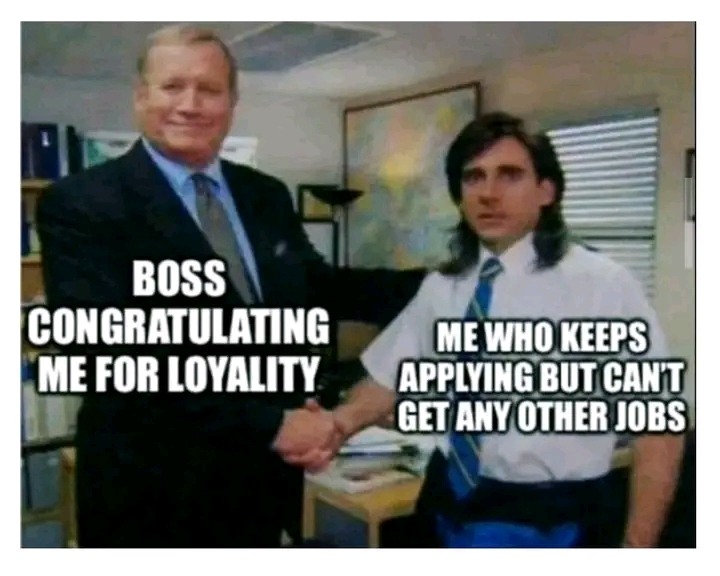 BOSS
CONGRATULATING
ME FOR LOYALITY
ME WHO KEEPS
APPLYING BUT CAN'T
GET ANY OTHER JOBS